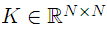 K ∈ ℝ^{N×N}